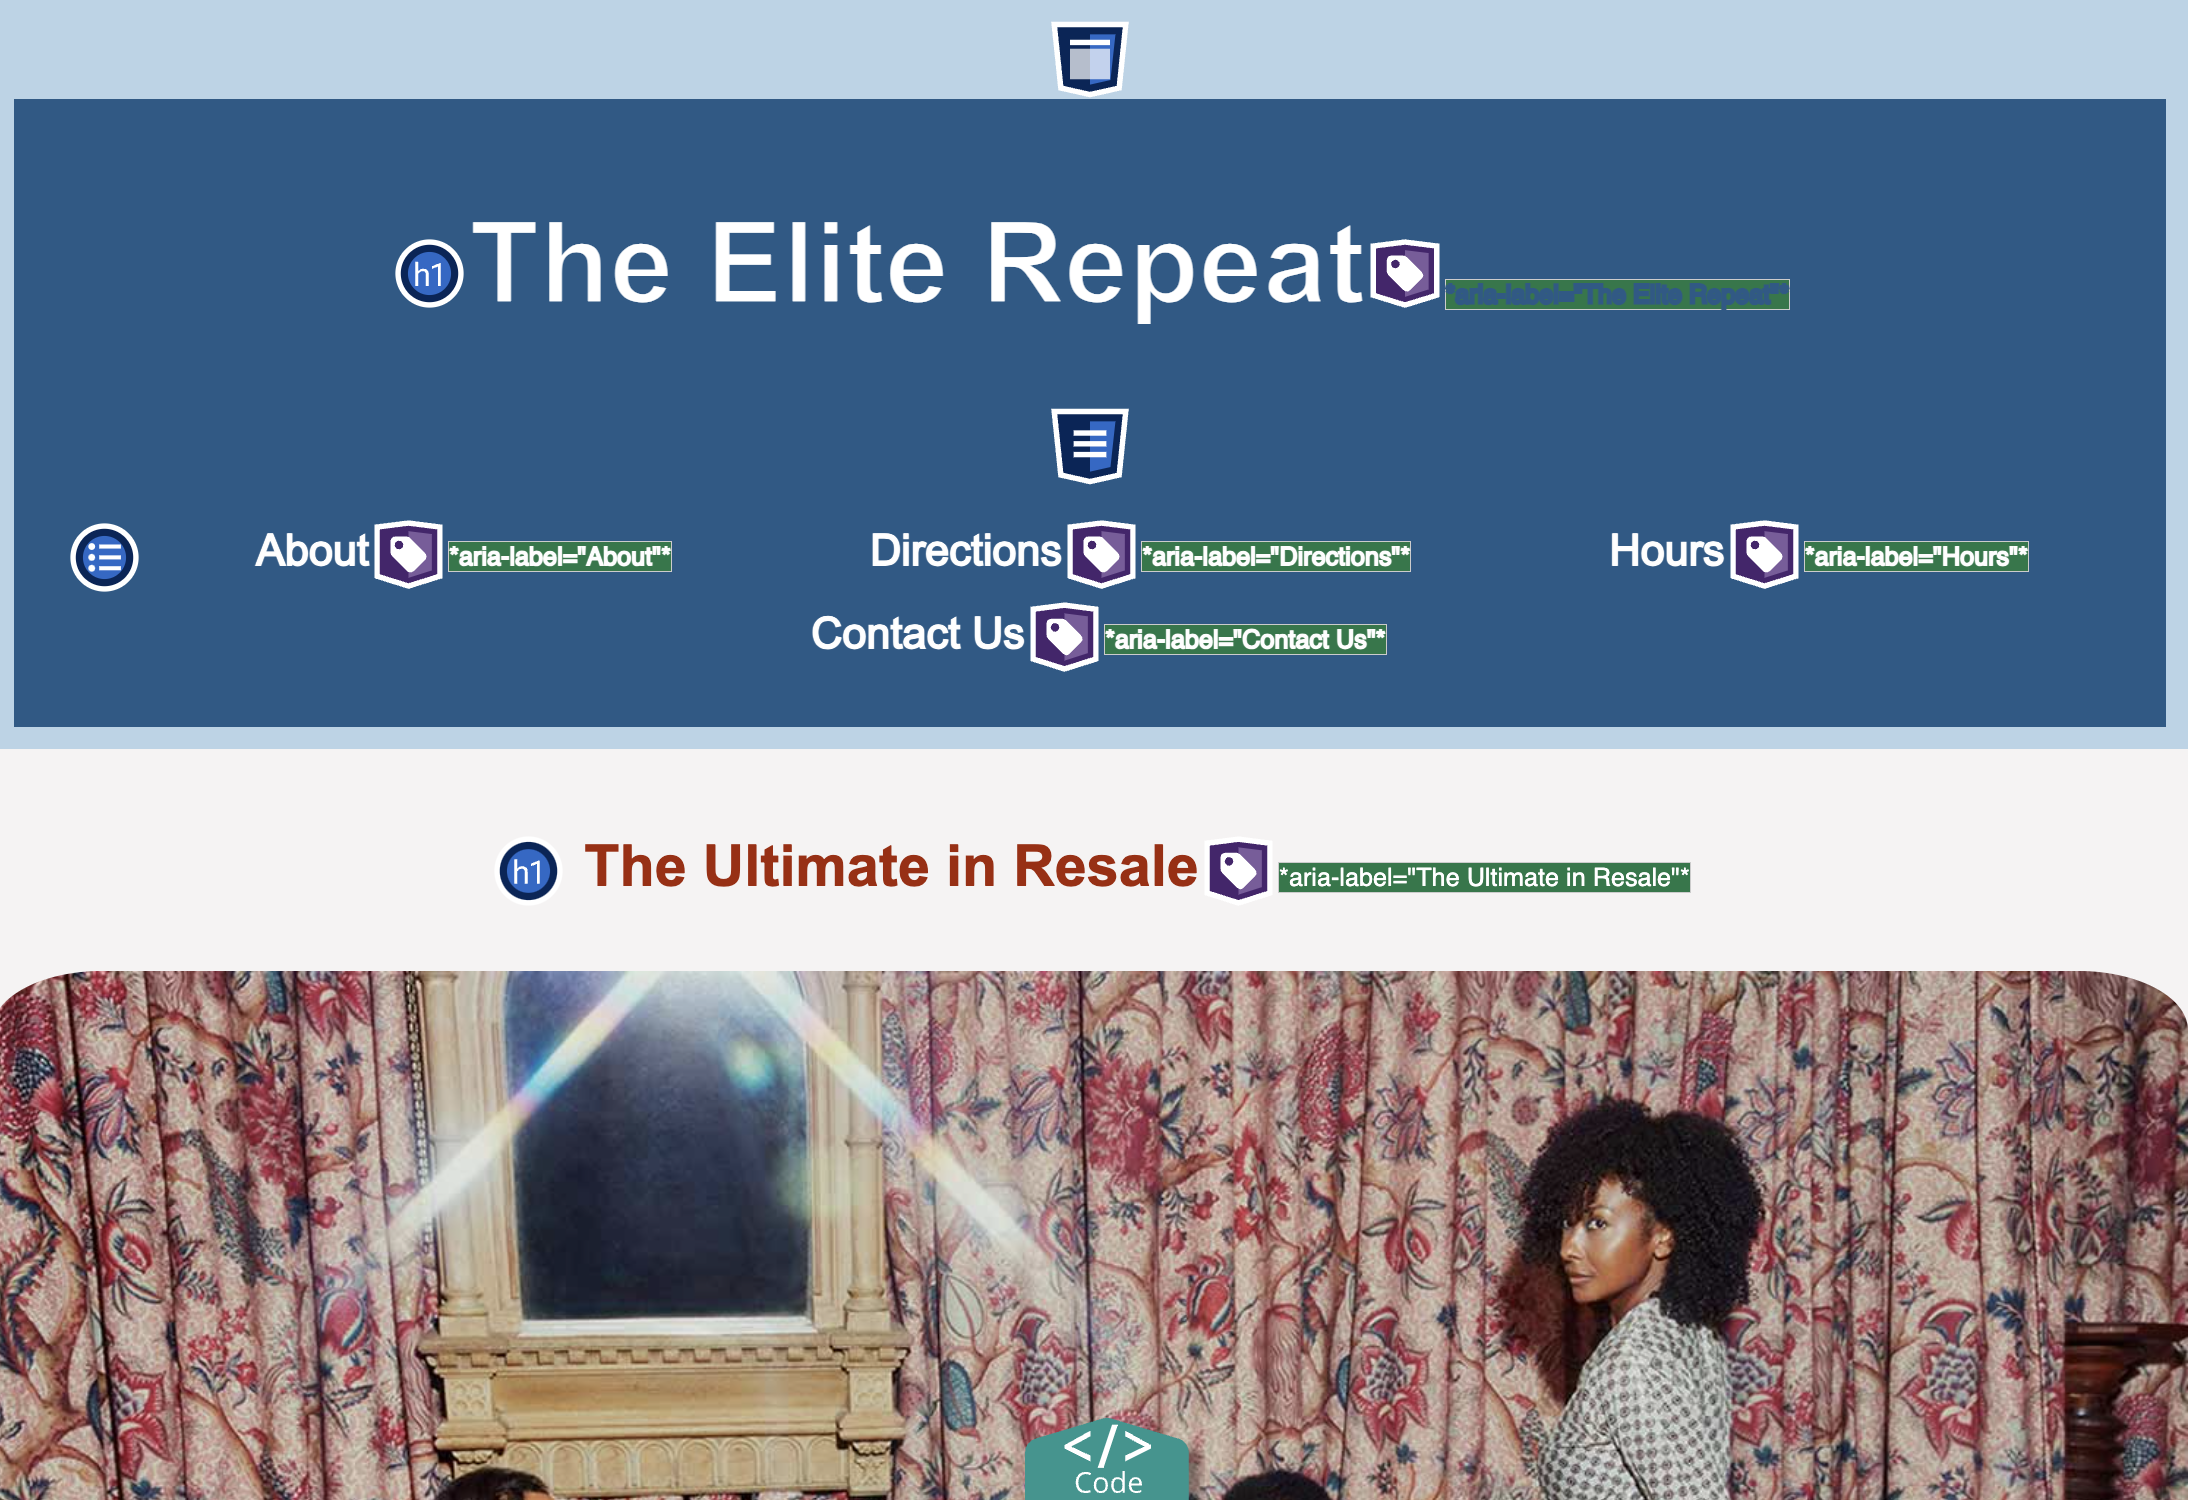 h1 The Elite Repeat *aria-label="The Elite Repeat"*
About *aria-label="About"* Directions *aria-label="Directions"* Hours *aria-label="Hours"*
Contact Us *aria-label="Contact Us"*
h1 The Ultimate in Resale *aria-label="The Ultimate in Resale"*
</>
Code